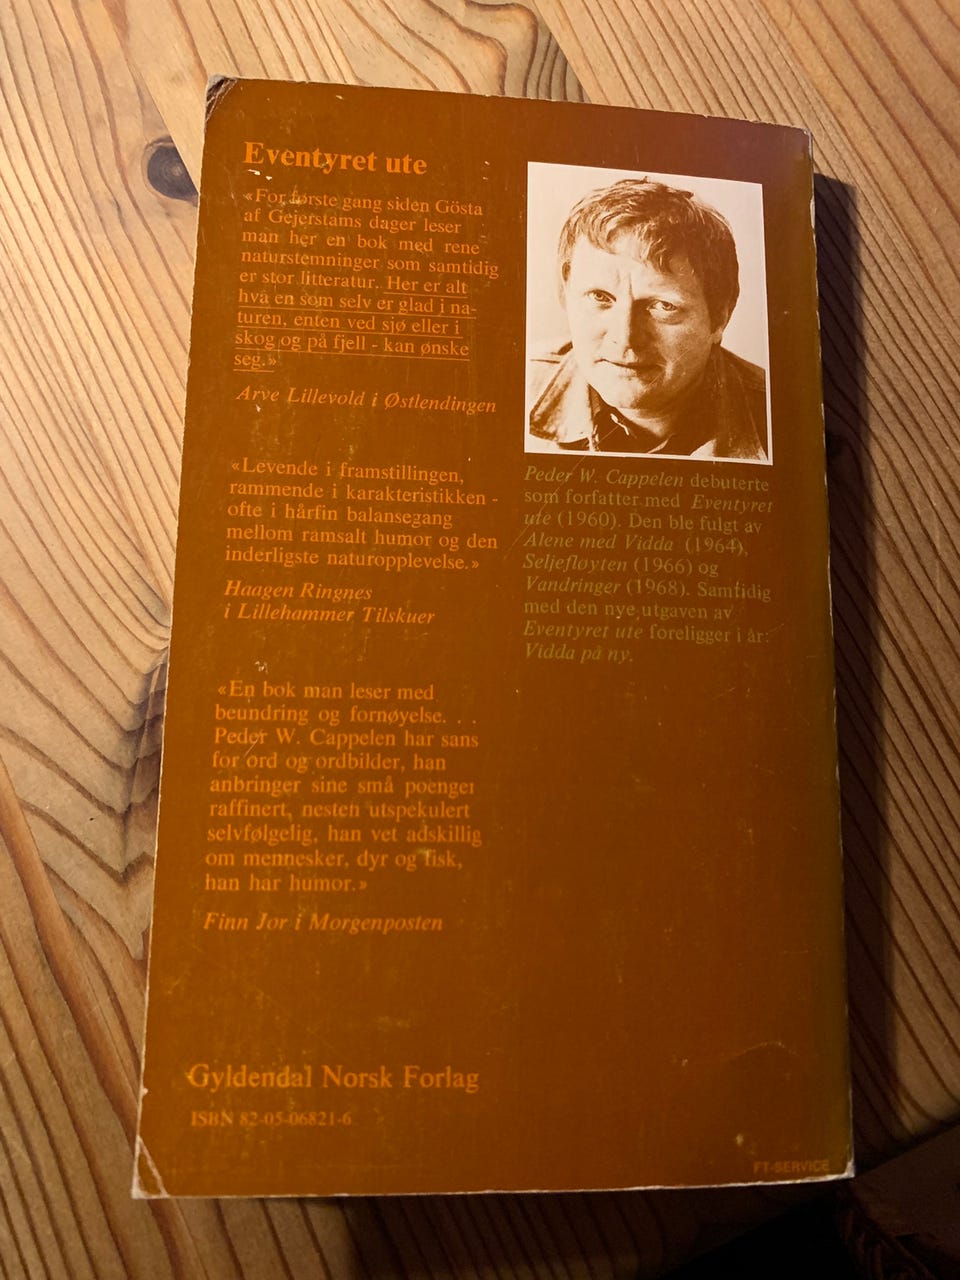 Eventyret ute
«For første gang siden Gösta
af Gejerstams dager leser
man her en bok med rene
naturstemninger som samtidig
er stor litteratur. Her er alt
hva en som selv er glad i na-
turen, enten ved sjø eller i
skog og på fjell - kan ønske
seg.»
Arve Lillevold i Østlendingen
«Levende i framstillingen,
rammende i karakteristikken -
ofte i hårfin balansegang
mellom ramsalt humor og den
inderligste naturopplevelse.»
Haagen Ringnes
i Lillehammer Tilskuer
«En bok man leser med
beundring og fornøyelse. . .
Peder W. Cappelen har sans
for ord og ordbilder, han
anbringer sine små poenger
raffinert, nesten utspekulert
selvfølgelig, han vet adskillig
om mennesker, dyr og fisk,
han har humor.»
Finn Jor i Morgenposten
Gyldendal Norsk Forlag
ISBN 82-05-06821-6
Peder W. Cappelen debuterte
som forfatter med Eventyret
ute (1960). Den ble fulgt av
Alene med Vidda (1964),
Seljefløyten (1966) og
Vandringer (1968). Samtidig
med den nye utgaven av
Eventyret ute foreligger i år:
Vidda på ny.
FT-SERVICE